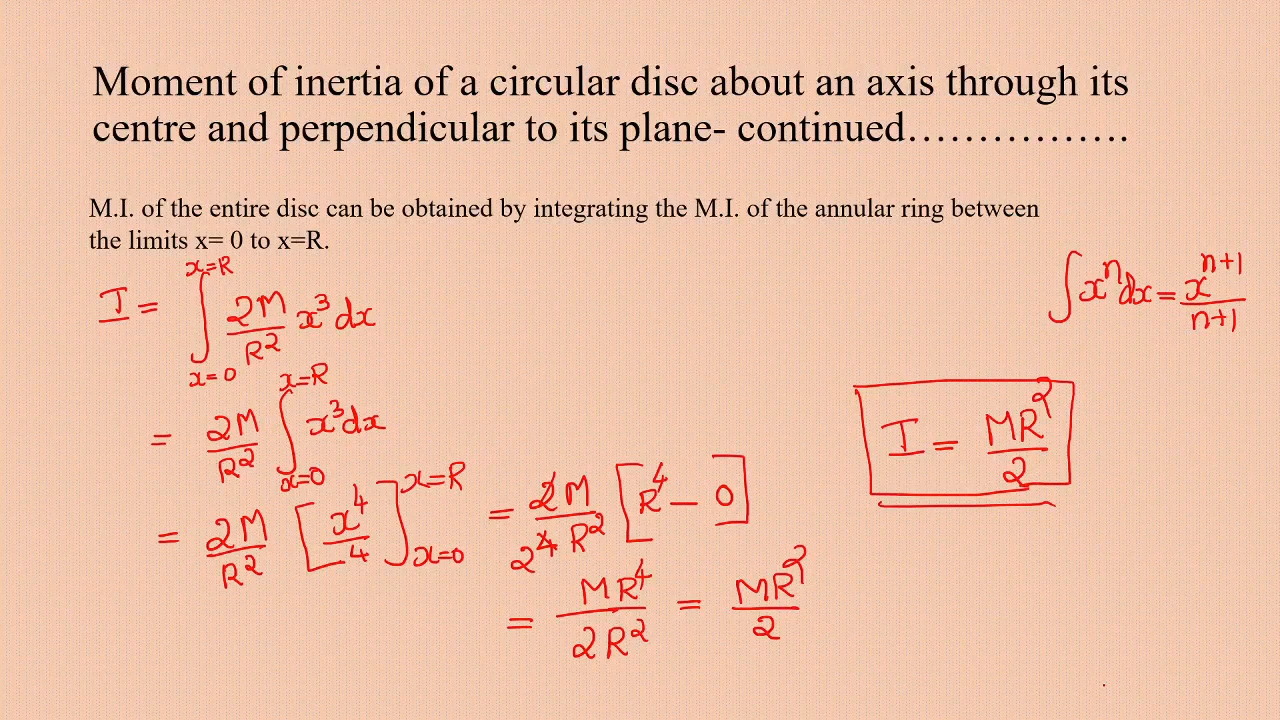 Moment of inertia of a circular disc about an axis through its
centre and perpendicular to its plane- continued…………….
M.I. of the entire disc can be obtained by integrating the M.I. of the annular ring between
the limits x= 0 to x=R.
I = ∫_{x=0}^{x=R} 2M/R² x³ dx
∫ xⁿ dx = xⁿ⁺¹/n+1
= 2M/R² ∫_{x=0}^{x=R} x³ dx
I = MR²/2
= 2M/R² [x⁴/4]_{x=0}^{x=R} = 2M/4R² [R⁴ − 0]
2
= MR⁴/2R² = MR²/2